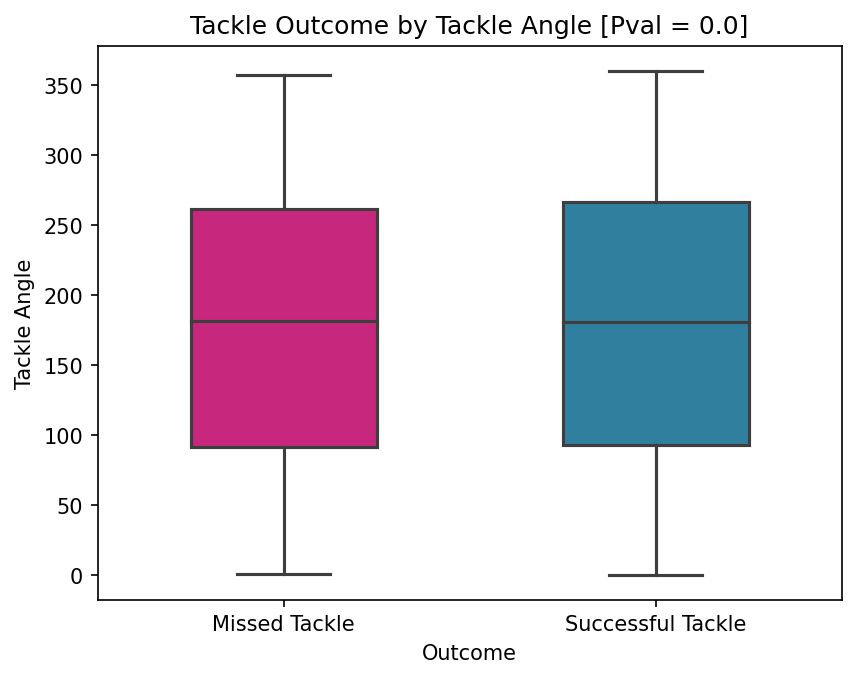 Tackle Outcome by Tackle Angle [Pval = 0.0]
350
300
250
200
150
100
50
0
Tackle Angle
Missed Tackle
Successful Tackle
Outcome